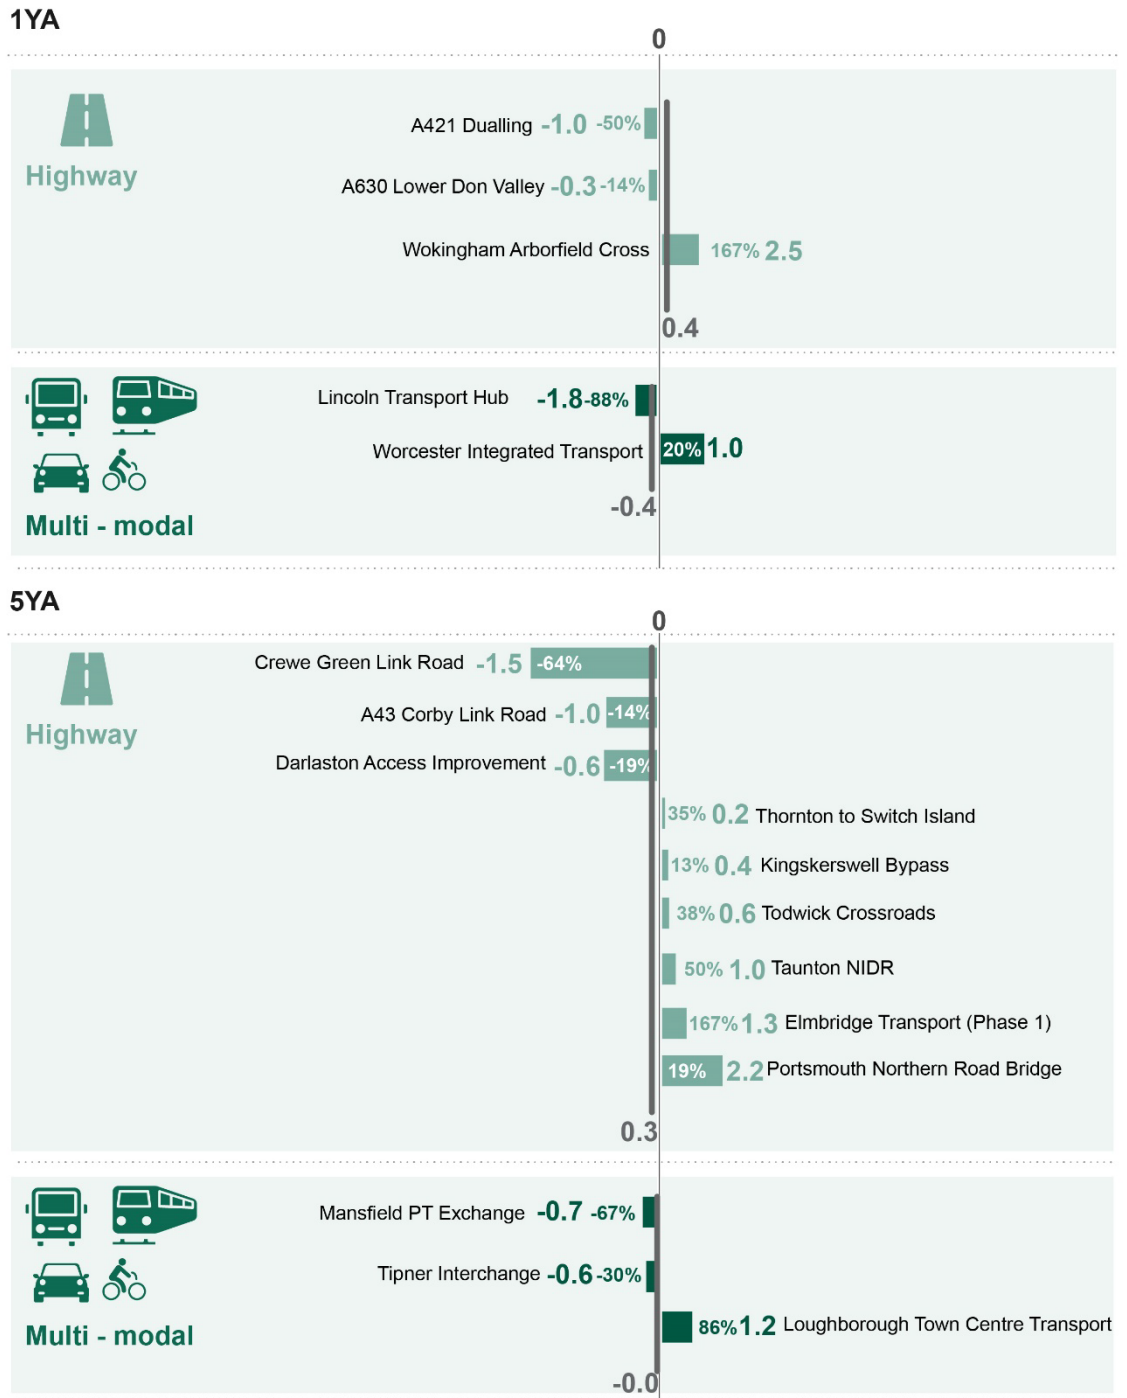 1YA
0
Highway
A421 Dualling -1.0 -50%
A630 Lower Don Valley -0.3 -14%
Wokingham Arborfield Cross 167% 2.5
0.4
Lincoln Transport Hub -1.8 -88%
Worcester Integrated Transport 20% 1.0
-0.4
Multi - modal
5YA
0
Highway
Crewe Green Link Road -1.5 -64%
A43 Corby Link Road -1.0 -14%
Darlaston Access Improvement -0.6 -19%
35% 0.2 Thornton to Switch Island
13% 0.4 Kingskerswell Bypass
38% 0.6 Todwick Crossroads
50% 1.0 Taunton NIDR
167% 1.3 Elmbridge Transport (Phase 1)
19% 2.2 Portsmouth Northern Road Bridge
0.3
Mansfield PT Exchange -0.7 -67%
Tipner Interchange -0.6 -30%
86% 1.2 Loughborough Town Centre Transport
Multi - modal
-0.0